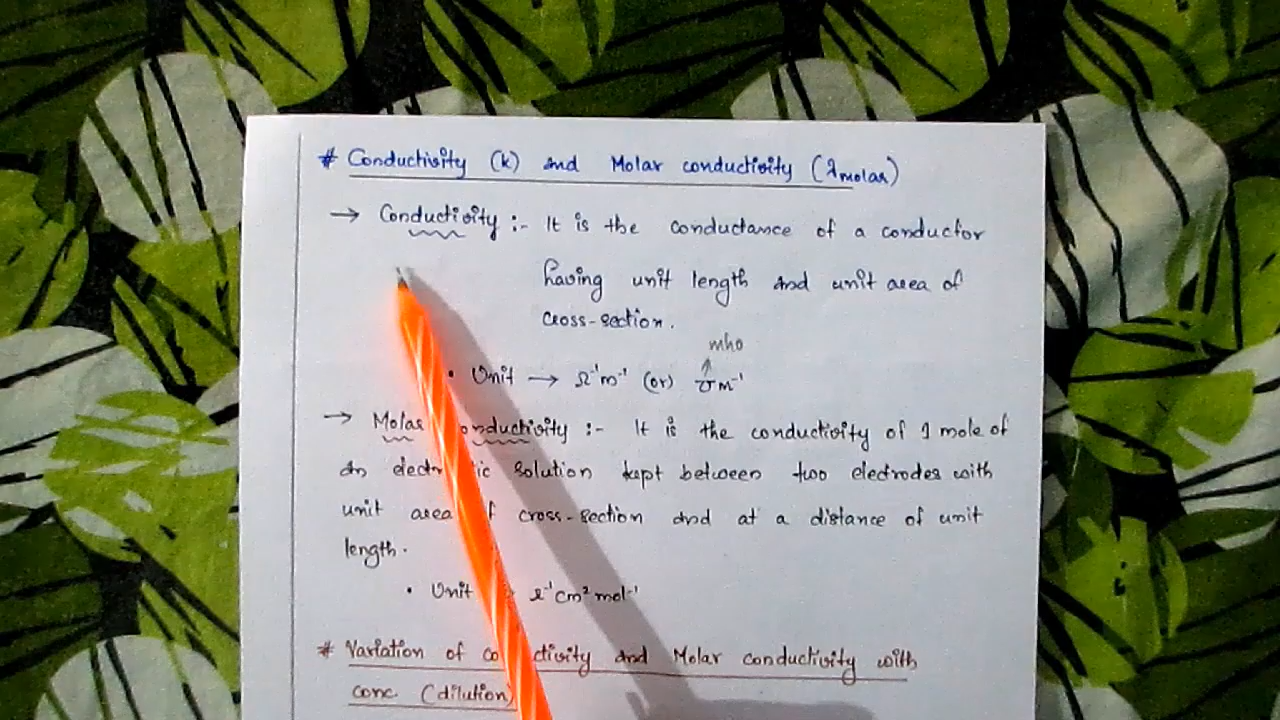 # Conductivity (k) and Molar conductivity (λmolar)
→ Conductivity :- It is the conductance of a conductor
having unit length and unit area of
cross-section.
mho
• Unit → Ω⁻¹m⁻¹ (or) ℧m⁻¹
→ Molar conductivity :- It is the conductivity of 1 mole of
an electrolytic solution kept between two electrodes with
unit area of cross-section and at a distance of unit
length.
• Unit → Ω⁻¹cm²mol⁻¹
# Variation of conductivity and Molar conductivity with
conc. (dilution)